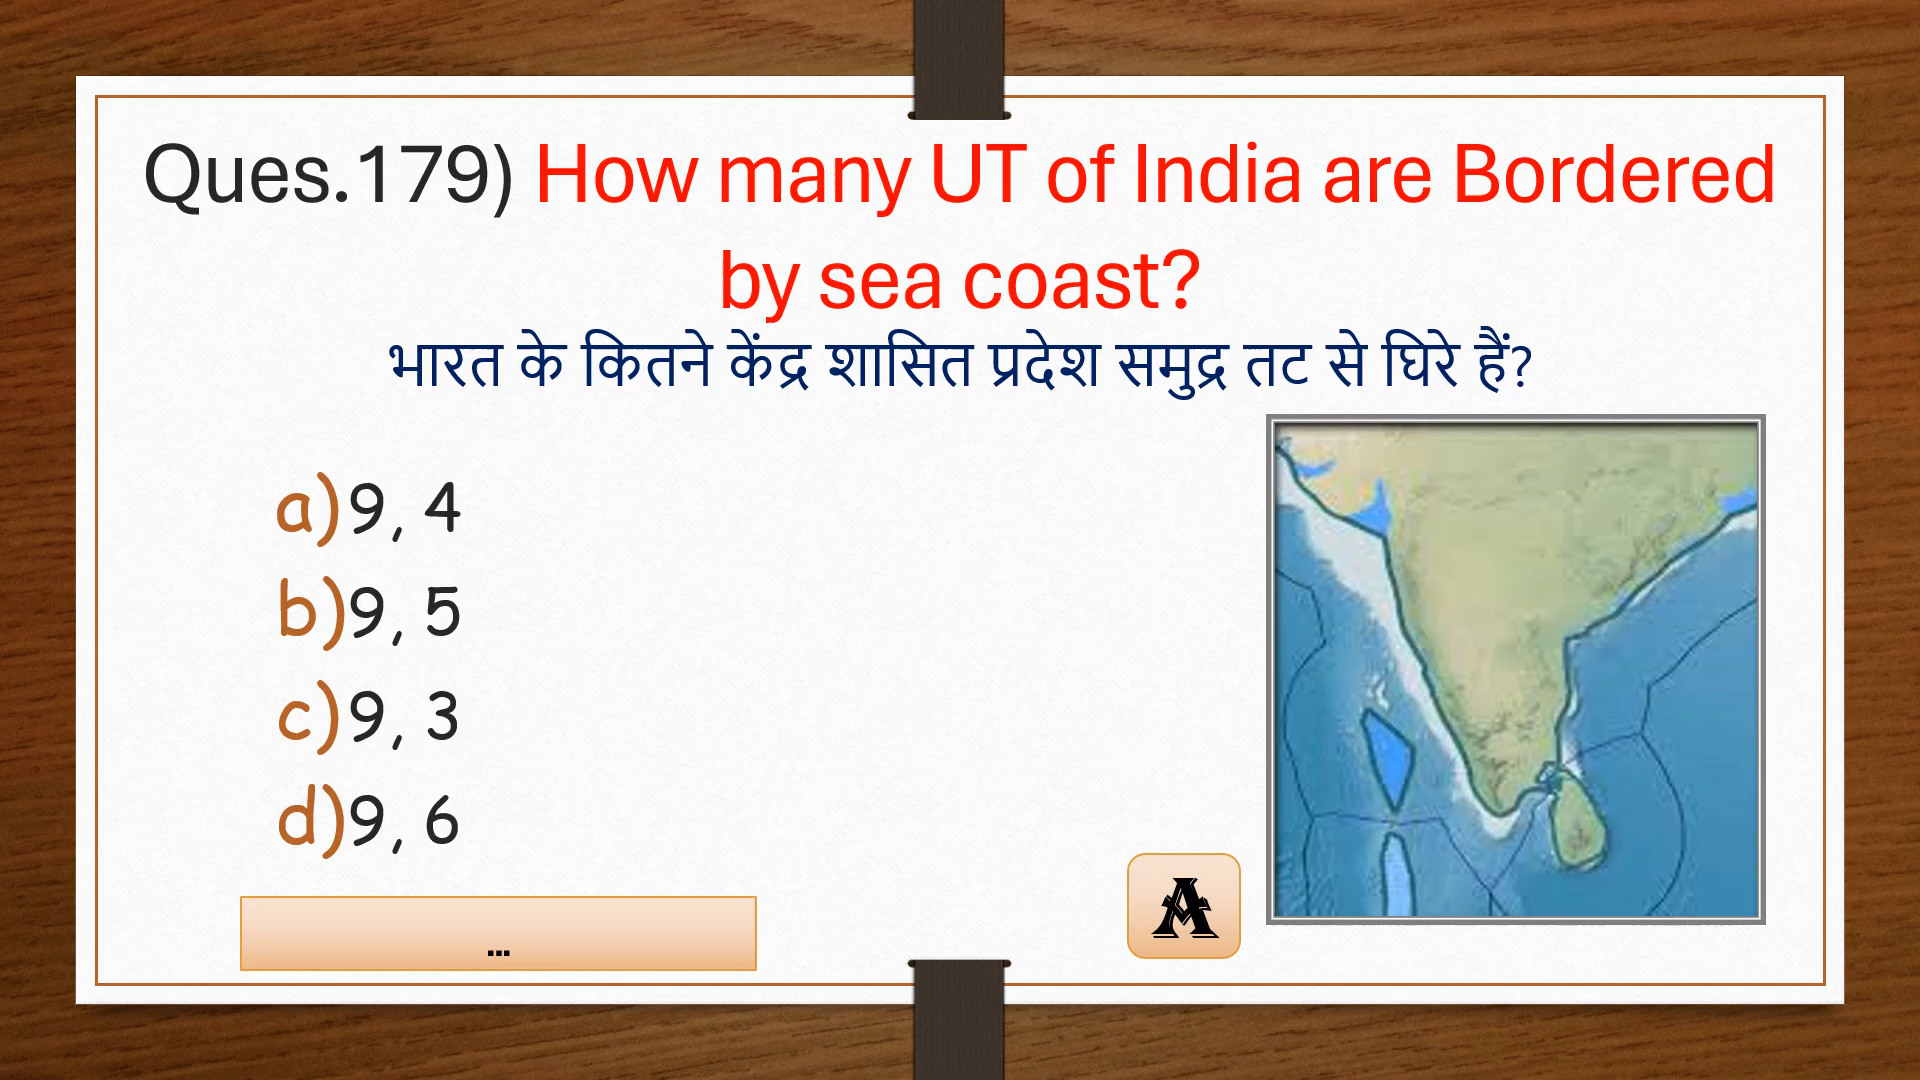 Ques.179) How many UT of India are Bordered
by sea coast?
भारत के कितने केंद्र शासित प्रदेश समुद्र तट से घिरे हैं?
a)9, 4
b)9, 5
c)9, 3
d)9, 6
...
A